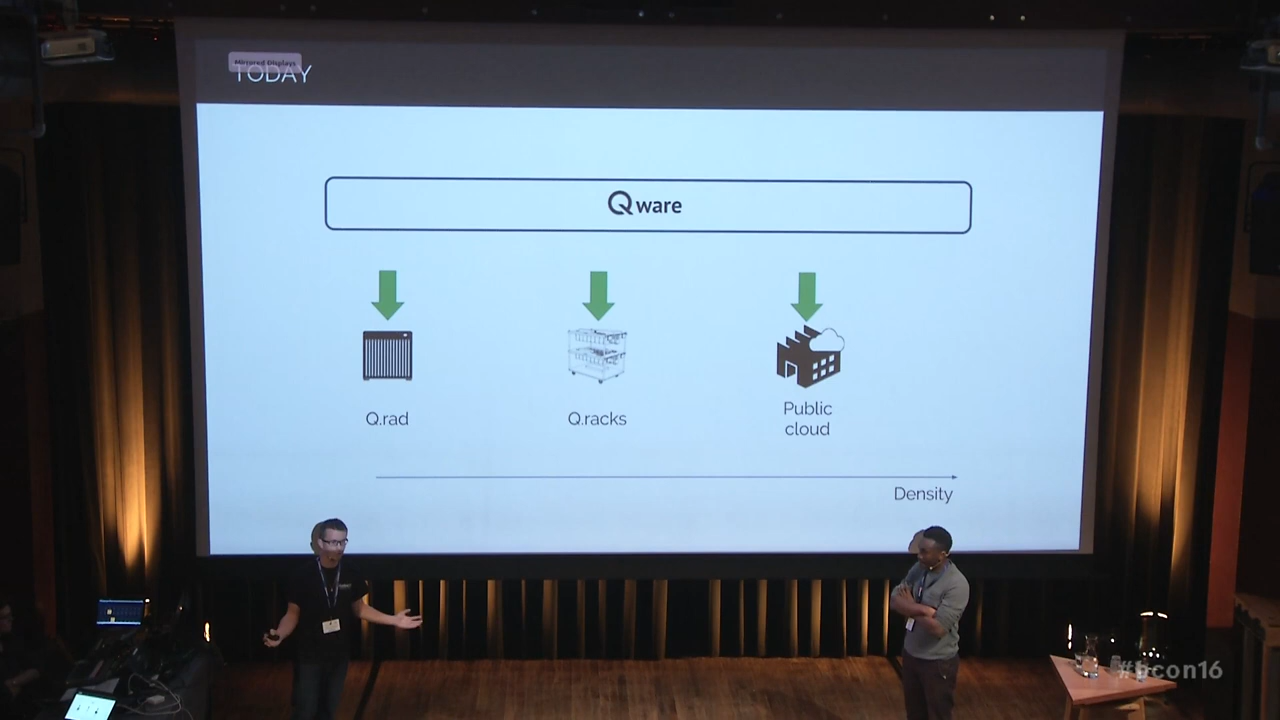 Mirrored Displays
TODAY
Qware
Q.rad
Q.racks
Public
cloud
Density
#bcon16